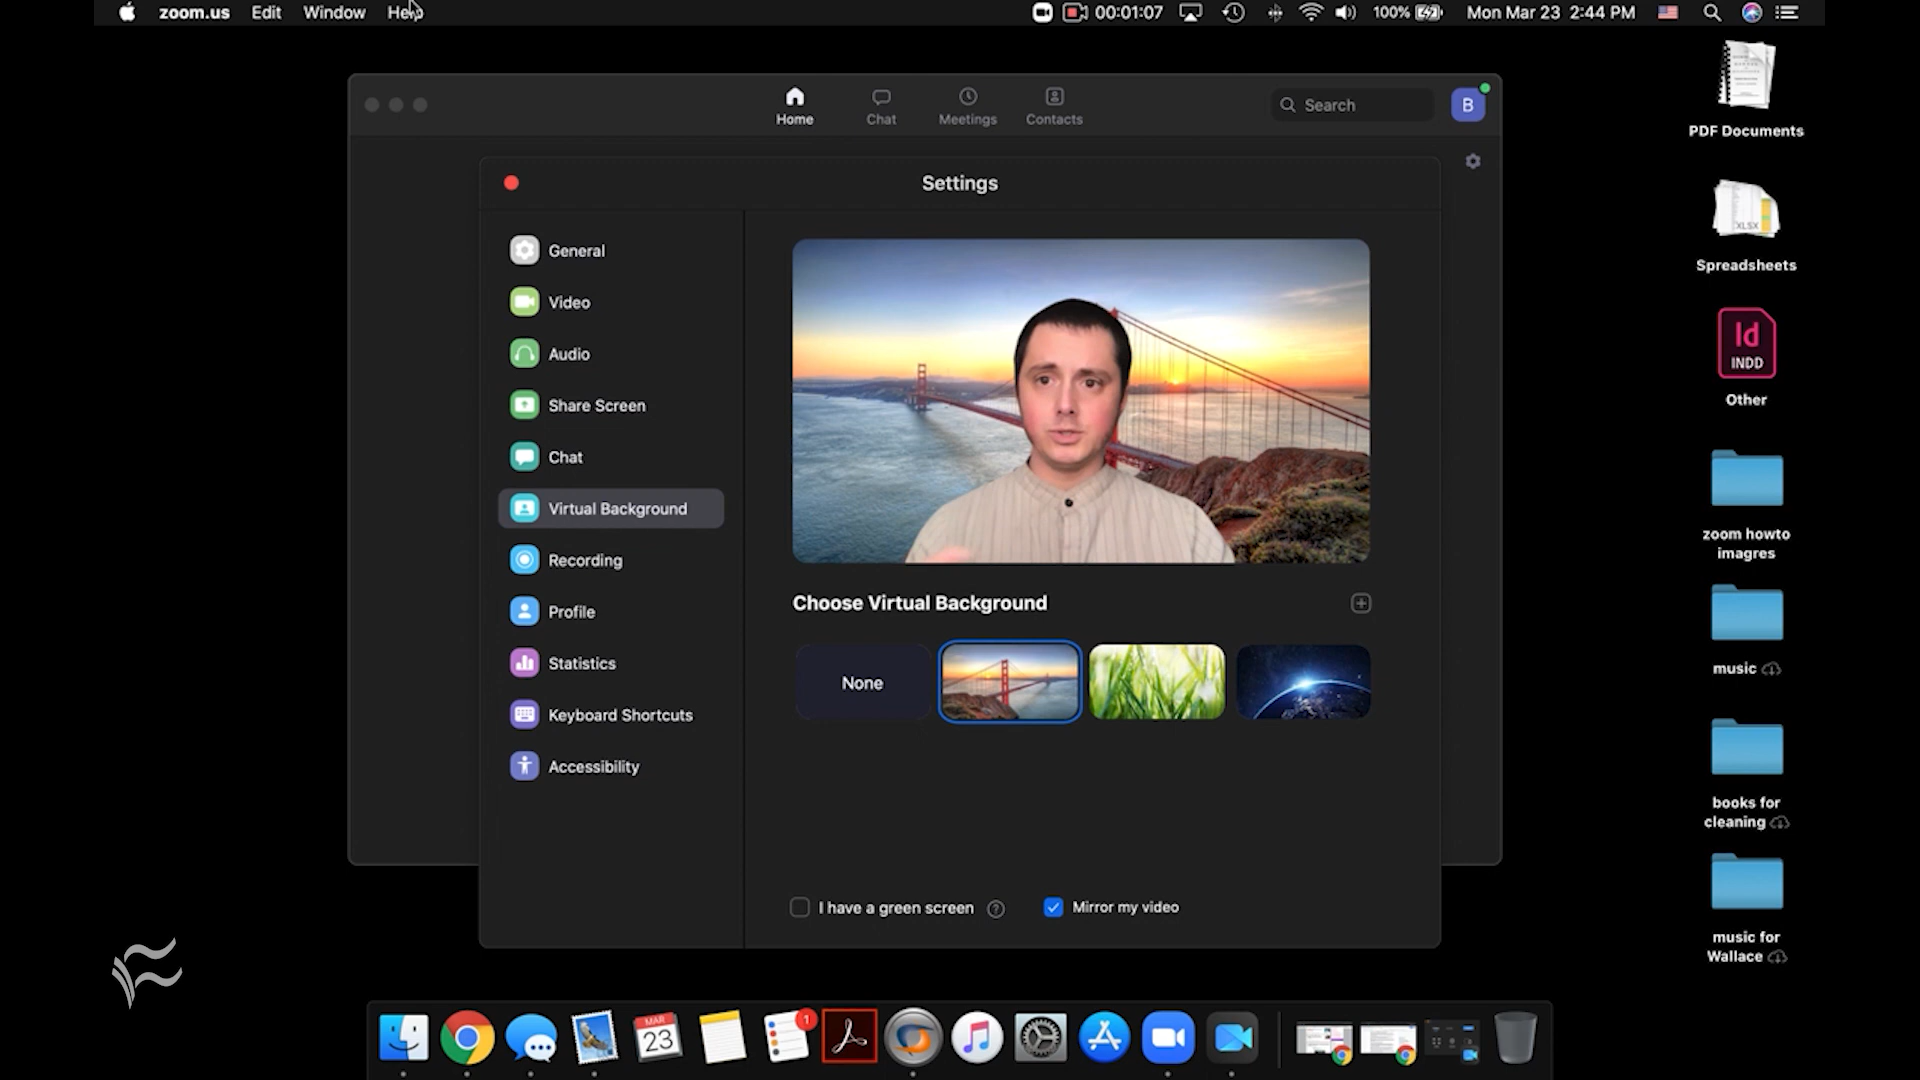 zoom.us Edit Window Help 00:01:07 100% Mon Mar 23 2:44 PM
Home Chat Meetings Contacts Search B
Settings
General
Video
Audio
Share Screen
Chat
Virtual Background
Recording
Profile
Statistics
Keyboard Shortcuts
Accessibility
Choose Virtual Background
None
I have a green screen ? Mirror my video
PDF Documents
XLSX
Spreadsheets
Id
INDD
Other
zoom howto
imagres
music
books for
cleaning
music for
Wallace
MAR
23
1